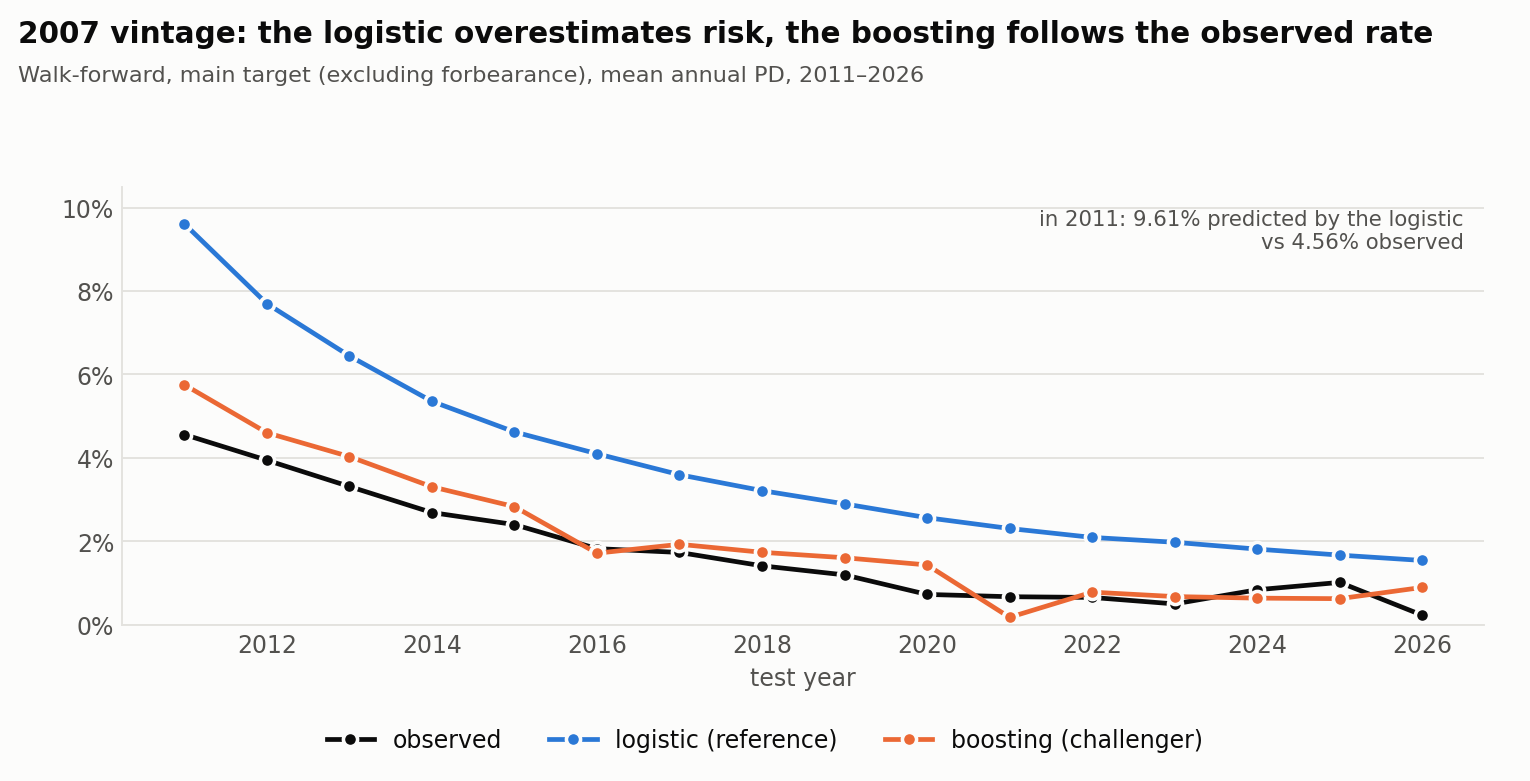 2007 vintage: the logistic overestimates risk, the boosting follows the observed rate
Walk-forward, main target (excluding forbearance), mean annual PD, 2011–2026
in 2011: 9.61% predicted by the logistic
vs 4.56% observed
10%
8%
6%
4%
2%
0%
2012 2014 2016 2018 2020 2022 2024 2026
test year
observed logistic (reference) boosting (challenger)